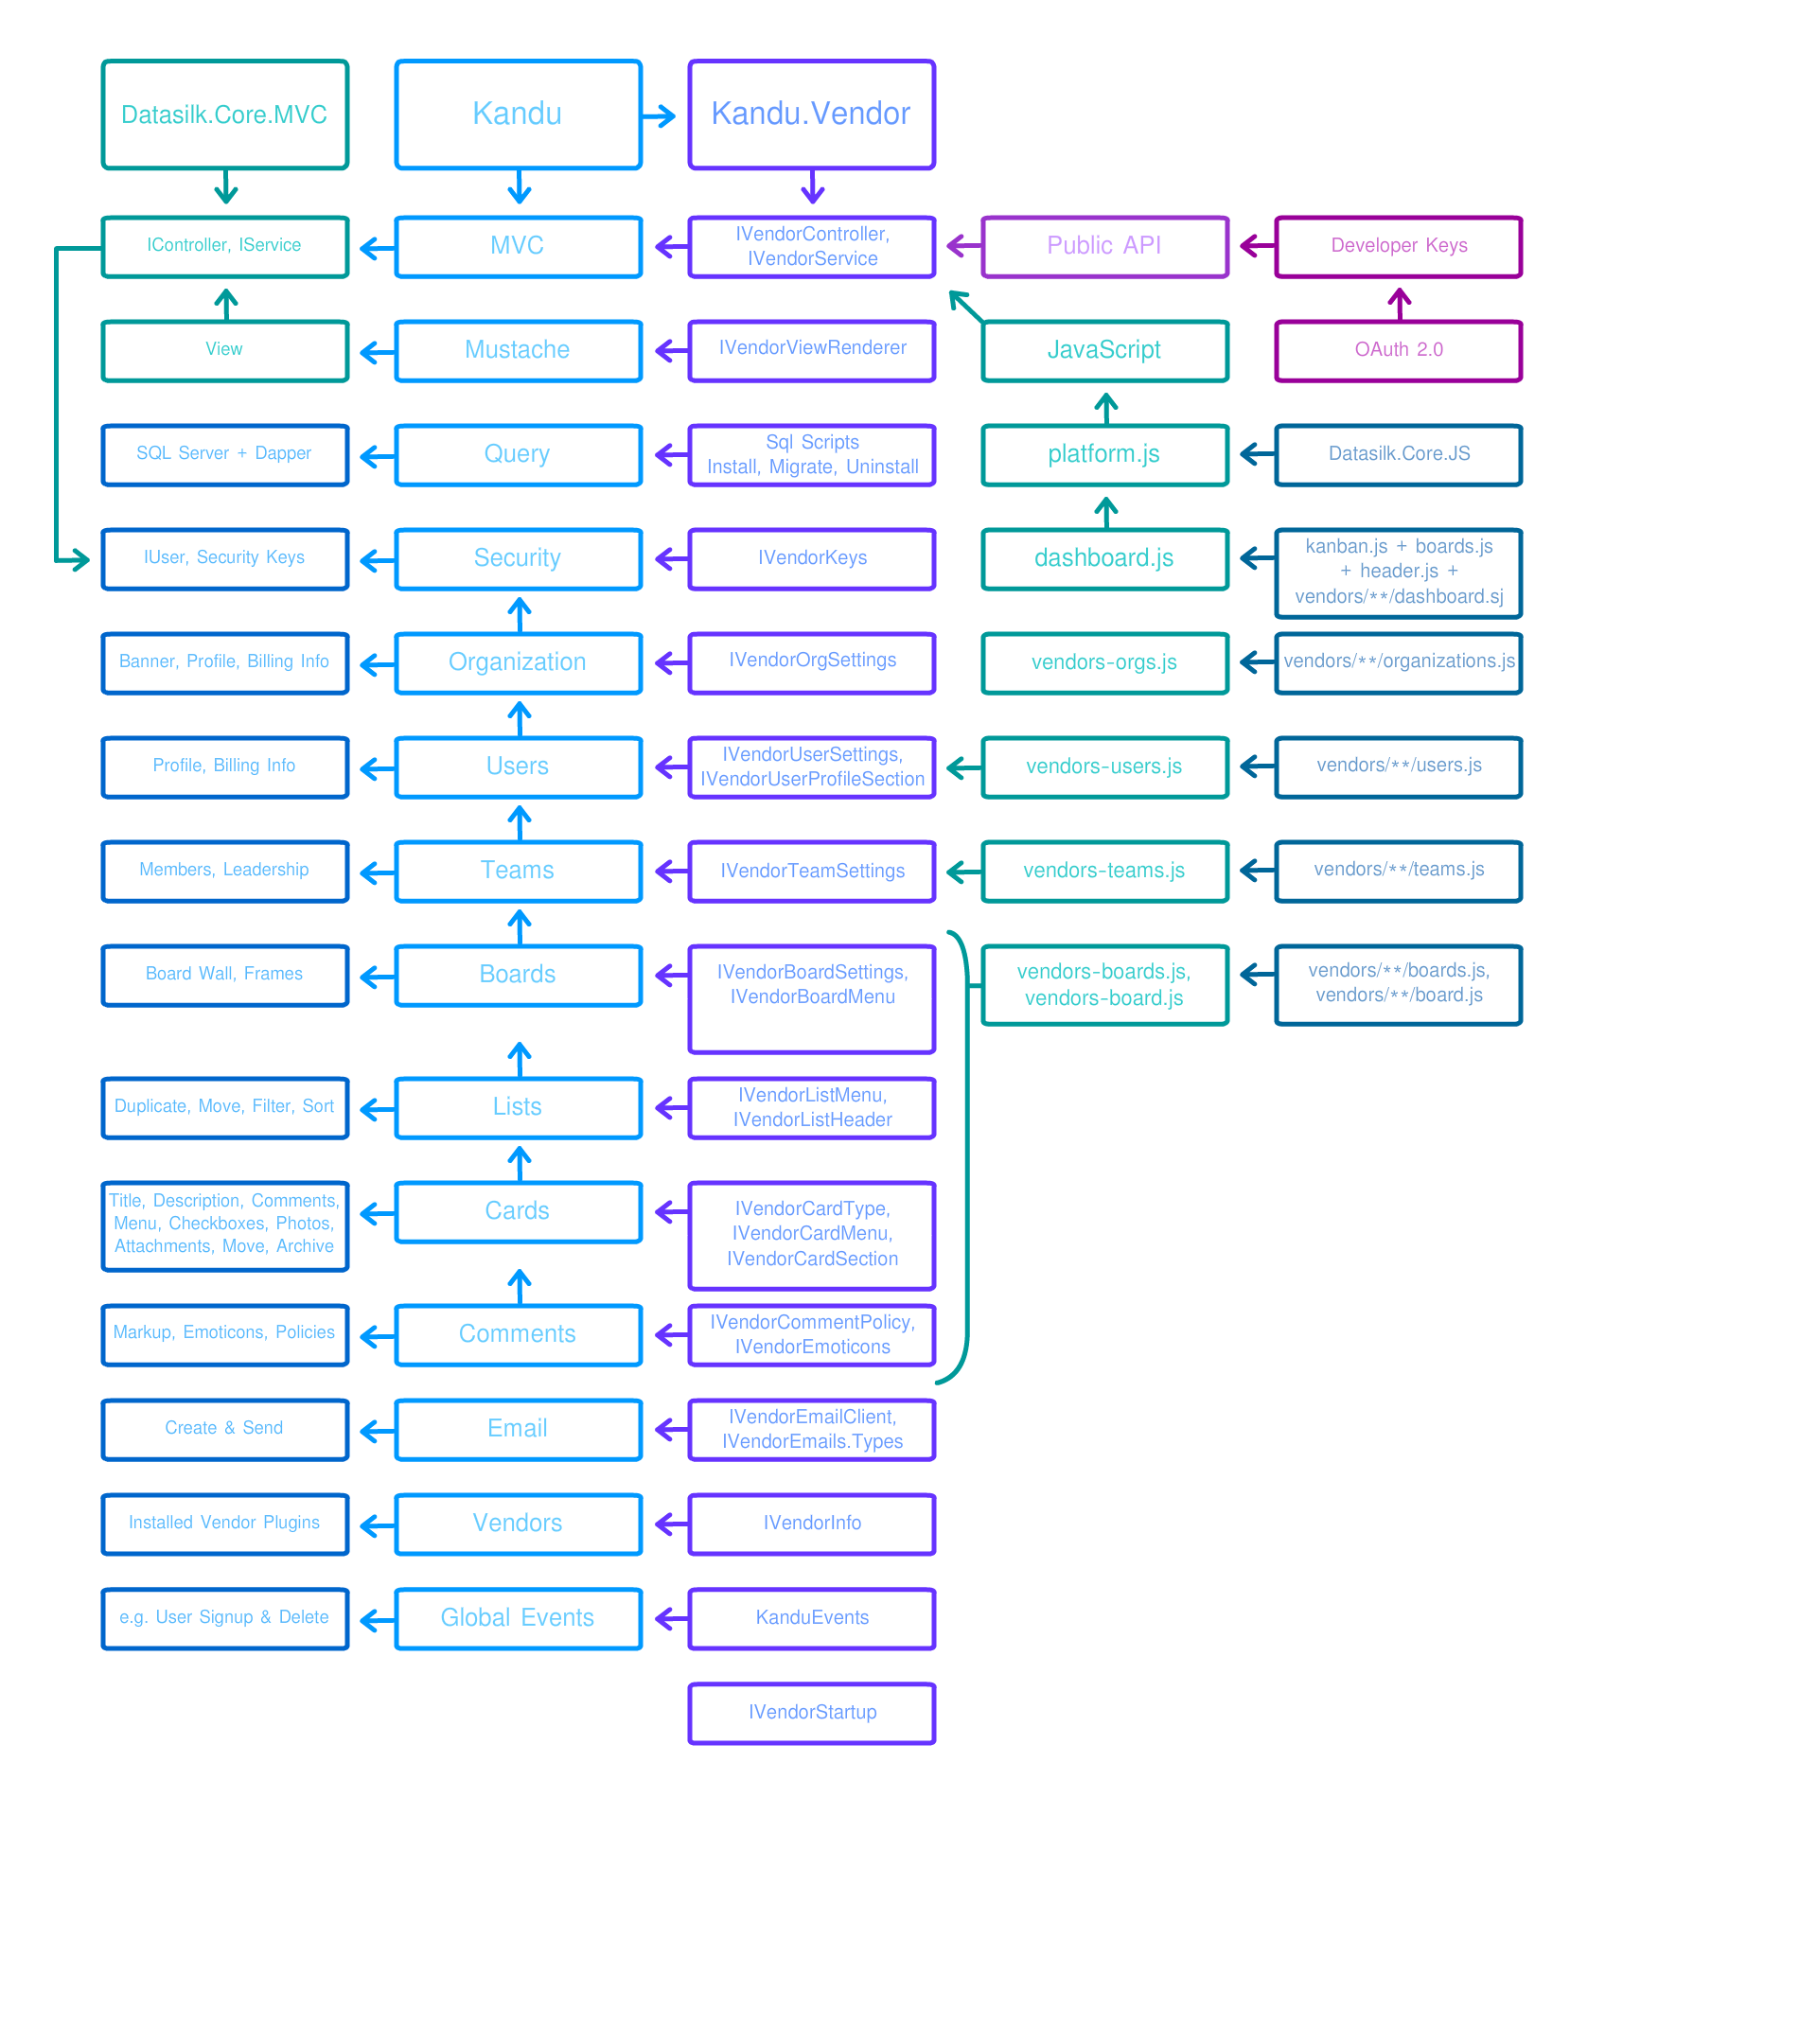 Datasilk.Core.MVC
Kandu
Kandu.Vendor
IController, IService
MVC
IVendorController,
IVendorService
Public API
Developer Keys
View
Mustache
IVendorViewRenderer
JavaScript
OAuth 2.0
SQL Server + Dapper
Query
Sql Scripts
Install, Migrate, Uninstall
platform.js
Datasilk.Core.JS
IUser, Security Keys
Security
IVendorKeys
dashboard.js
kanban.js + boards.js
+ header.js +
vendors/**/dashboard.sj
Banner, Profile, Billing Info
Organization
IVendorOrgSettings
vendors-orgs.js
vendors/**/organizations.js
Profile, Billing Info
Users
IVendorUserSettings,
IVendorUserProfileSection
vendors-users.js
vendors/**/users.js
Members, Leadership
Teams
IVendorTeamSettings
vendors-teams.js
vendors/**/teams.js
Board Wall, Frames
Boards
IVendorBoardSettings,
IVendorBoardMenu
vendors-boards.js,
vendors-board.js
vendors/**/boards.js,
vendors/**/board.js
Duplicate, Move, Filter, Sort
Lists
IVendorListMenu,
IVendorListHeader
Title, Description, Comments,
Menu, Checkboxes, Photos,
Attachments, Move, Archive
Cards
IVendorCardType,
IVendorCardMenu,
IVendorCardSection
Markup, Emoticons, Policies
Comments
IVendorCommentPolicy,
IVendorEmoticons
Create & Send
Email
IVendorEmailClient,
IVendorEmails.Types
Installed Vendor Plugins
Vendors
IVendorInfo
e.g. User Signup & Delete
Global Events
KanduEvents
IVendorStartup